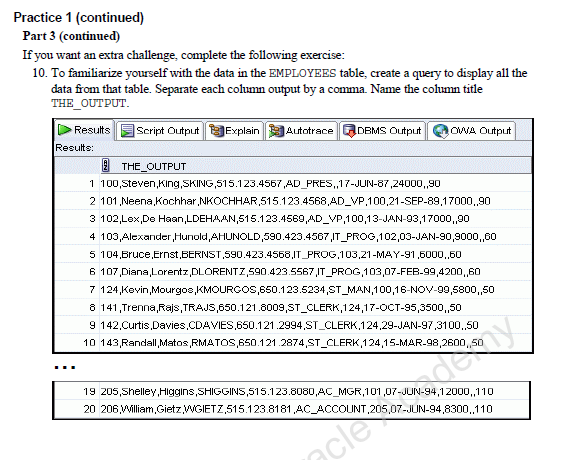 Practice 1 (continued)
Part 3 (continued)
If you want an extra challenge, complete the following exercise:
10. To familiarize yourself with the data in the EMPLOYEES table, create a query to display all the
data from that table. Separate each column output by a comma. Name the column title
THE_OUTPUT.
Results Script Output Explain Autotrace DBMS Output OWA Output
Results:
THE_OUTPUT
1 100,Steven,King,SKING,515.123.4567,AD_PRES,,17-JUN-87,24000,,90
2 101,Neena,Kochhar,NKOCHHAR,515.123.4568,AD_VP,100,21-SEP-89,17000,,90
3 102,Lex,De Haan,LDEHAAN,515.123.4569,AD_VP,100,13-JAN-93,17000,,90
4 103,Alexander,Hunold,AHUNOLD,590.423.4567,IT_PROG,102,03-JAN-90,9000,,60
5 104,Bruce,Ernst,BERNST,590.423.4568,IT_PROG,103,21-MAY-91,6000,,60
6 107,Diana,Lorentz,DLORENTZ,590.423.5567,IT_PROG,103,07-FEB-99,4200,,60
7 124,Kevin,Mourgos,KMOURGOS,650.123.5234,ST_MAN,100,16-NOV-99,5800,,50
8 141,Trenna,Rajs,TRAJS,650.121.8009,ST_CLERK,124,17-OCT-95,3500,,50
9 142,Curtis,Davies,CDAVIES,650.121.2994,ST_CLERK,124,29-JAN-97,3100,,50
10 143,Randall,Matos,RMATOS,650.121.2874,ST_CLERK,124,15-MAR-98,2600,,50
...
19 205,Shelley,Higgins,SHIGGINS,515.123.8080,AC_MGR,101,07-JUN-94,12000,,110
20 206,William,Gietz,WGIETZ,515.123.8181,AC_ACCOUNT,205,07-JUN-94,8300,,110
acle Academy